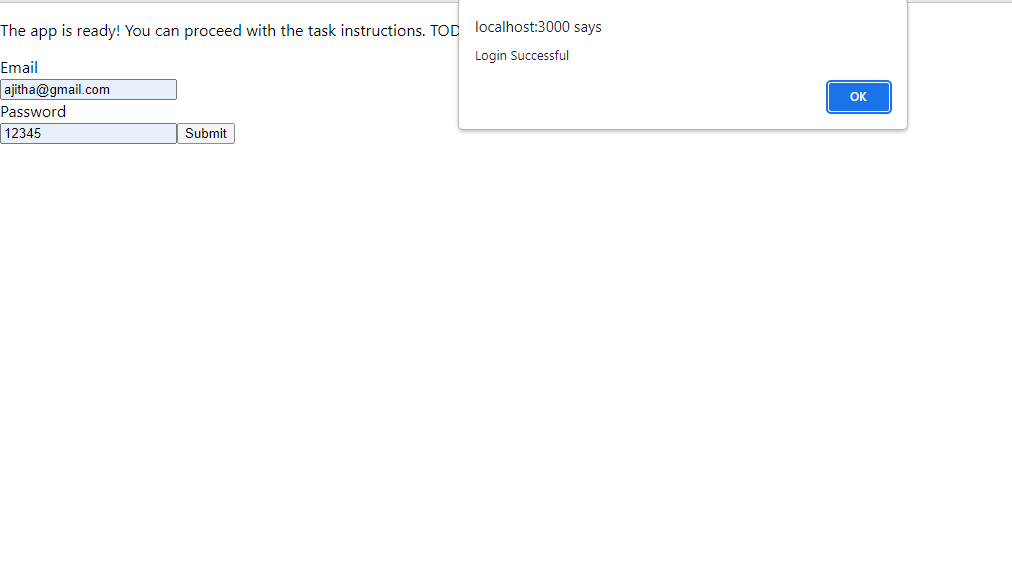 The app is ready! You can proceed with the task instructions. TOD
localhost:3000 says
Login Successful
OK
Email
ajitha@gmail.com
Password
12345
Submit